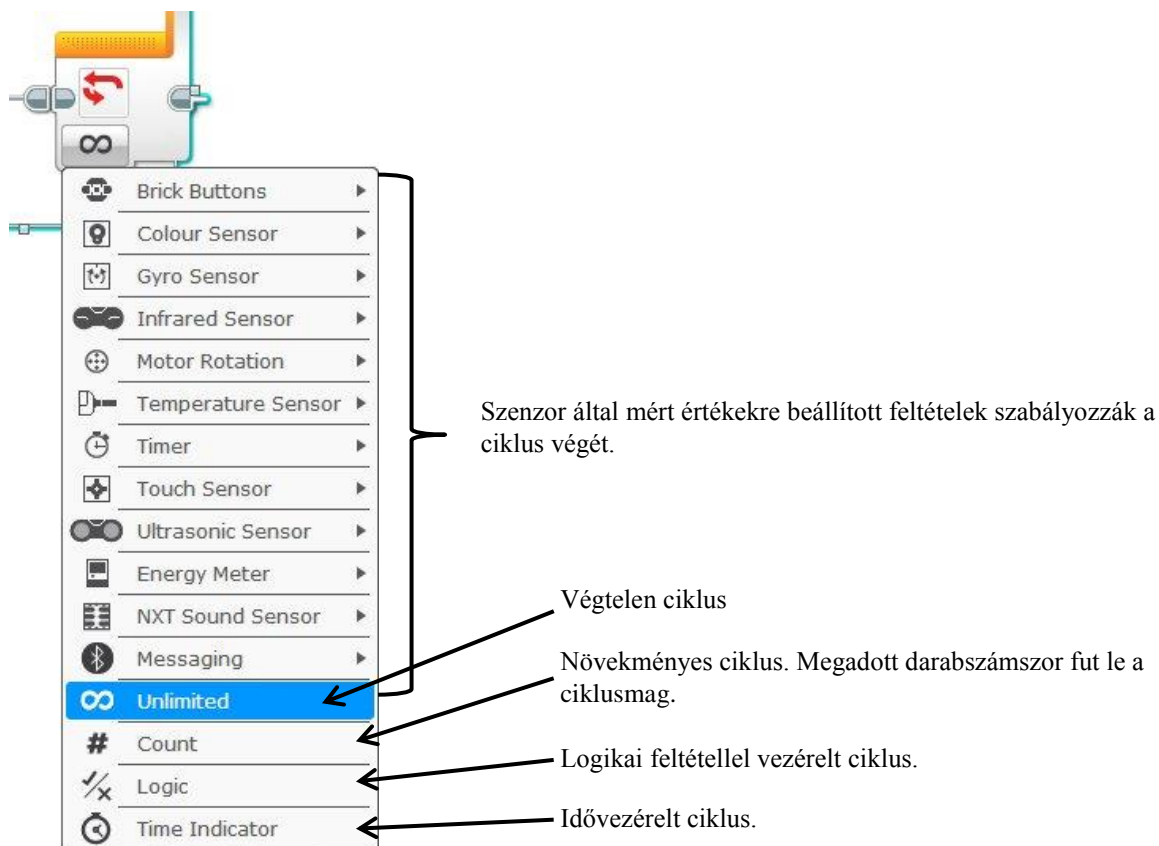 Brick Buttons
Colour Sensor
Gyro Sensor
Infrared Sensor
Motor Rotation
Temperature Sensor
Timer
Touch Sensor
Ultrasonic Sensor
Energy Meter
NXT Sound Sensor
Messaging
Unlimited
# Count
Logic
Time Indicator
Szenzor által mért értékekre beállított feltételek szabályozzák a
ciklus végét.
Végtelen ciklus
Növekményes ciklus. Megadott darabszámszor fut le a
ciklusmag.
Logikai feltétellel vezérelt ciklus.
Idővezérelt ciklus.